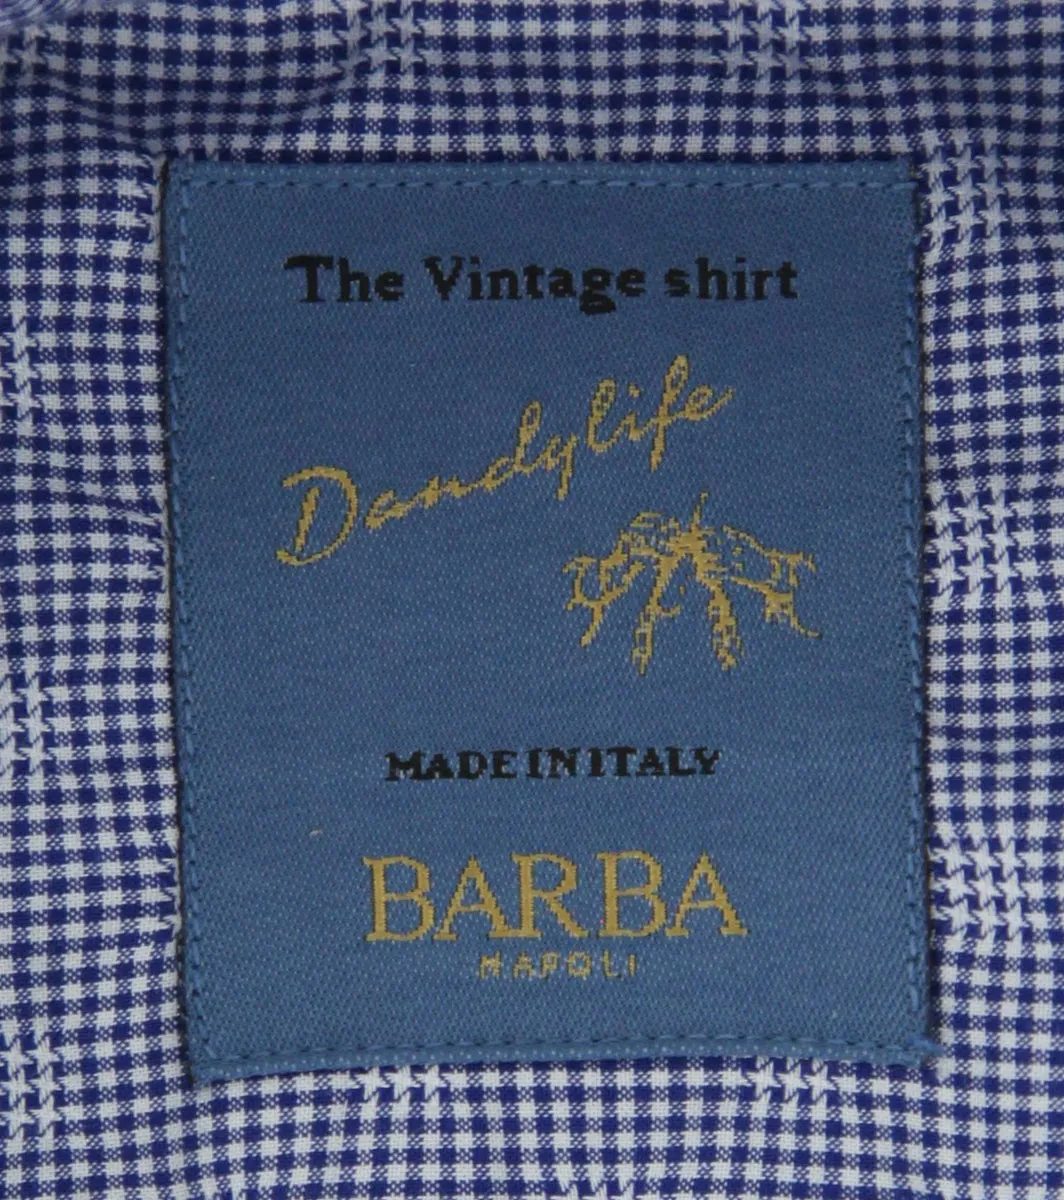 The Vintage shirt
Dandylife
MADE IN ITALY
BARBA
NAPOLI